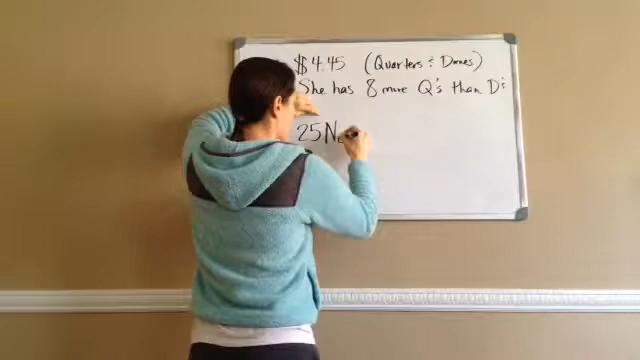 $4.45 (Quarters & Dimes)
She has 8 more Q's than D's
25N